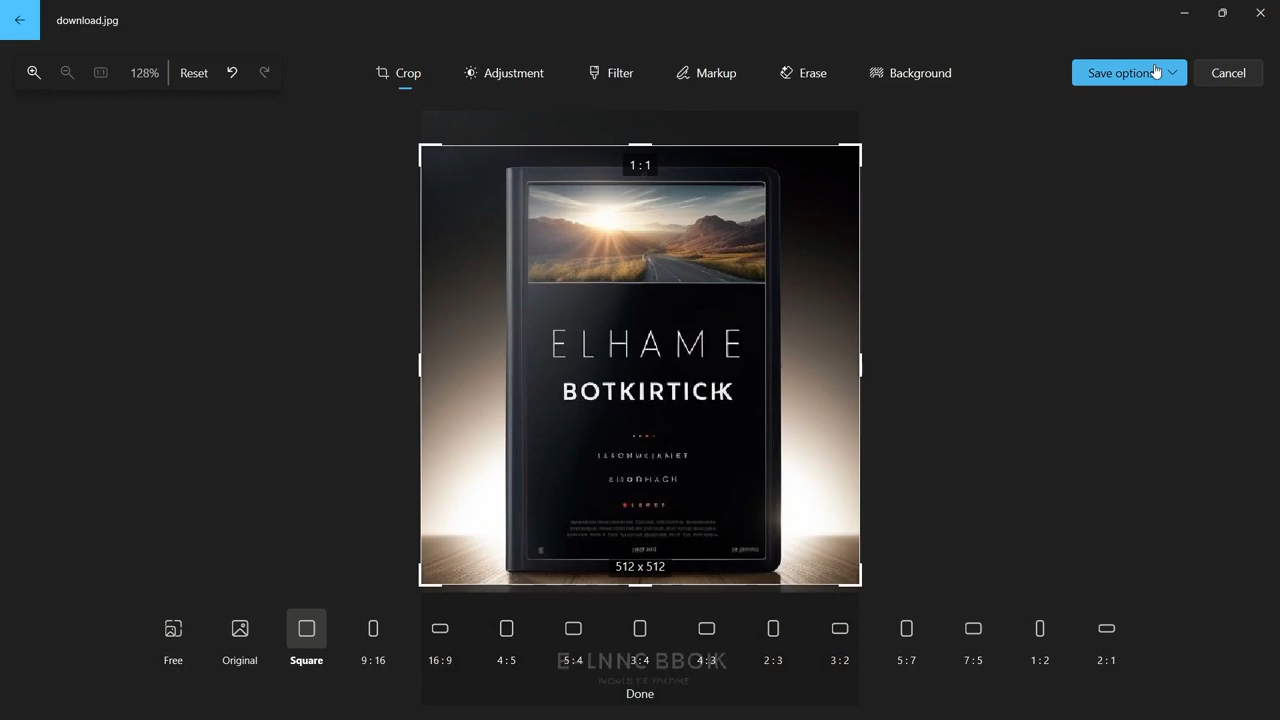 download.jpg
128% Reset Crop Adjustment Filter Markup Erase Background Save options Cancel
1 : 1
ELHAME
BOTKIRTICIK
512 x 512
Free Original Square 9 : 16 16 : 9 4 : 5 5 : 4 3 : 4 4 : 3 2 : 3 3 : 2 5 : 7 7 : 5 1 : 2 2 : 1
Done